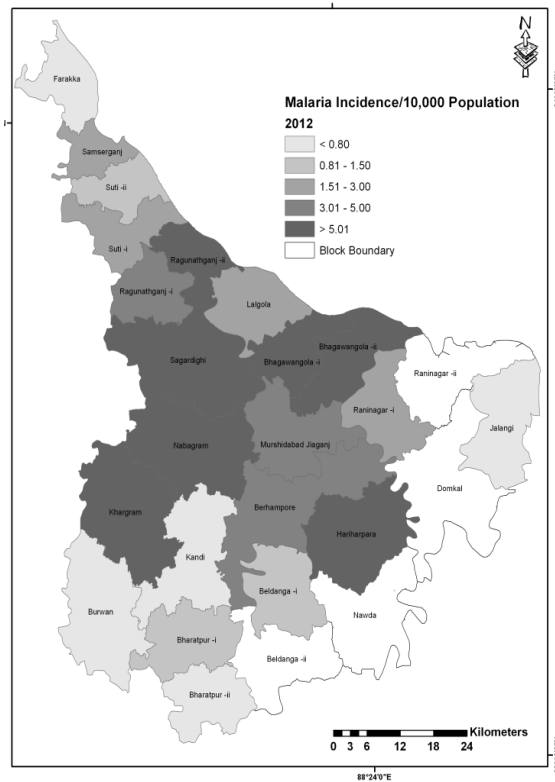 N
Farakka
Malaria Incidence/10,000 Population
2012
< 0.80
0.81 - 1.50
1.51 - 3.00
3.01 - 5.00
> 5.01
Block Boundary
Samserganj
Suti -ii
Suti -i
Ragunathganj -ii
Ragunathganj -i
Lalgola
Bhagawangola -ii
Sagardighi
Bhagawangola -i
Raninagar -ii
Raninagar -i
Jalangi
Nabagram
Murshidabad Jiaganj
Domkal
Khargram
Berhampore
Hariharpara
Kandi
Beldanga -i
Burwan
Nawda
Bharatpur -i
Beldanga -ii
Bharatpur -ii
Kilometers
0 3 6 12 18 24
88°24'0"E